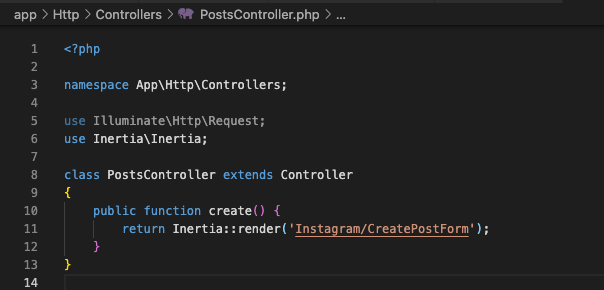 app > Http > Controllers > PostsController.php > ...
1 <?php
2
3 namespace App\Http\Controllers;
4
5 use Illuminate\Http\Request;
6 use Inertia\Inertia;
7
8 class PostsController extends Controller
9 {
10     public function create() {
11         return Inertia::render('Instagram/CreatePostForm');
12     }
13 }
14